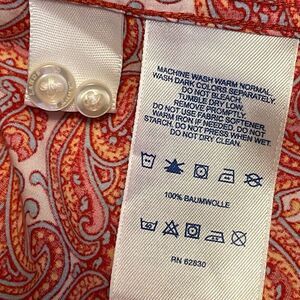 MACHINE WASH WARM NORMAL.
WASH DARK COLORS SEPARATELY.
DO NOT BLEACH.
TUMBLE DRY LOW.
REMOVE PROMPTLY.
DO NOT USE FABRIC SOFTENER
WARM IRON IF NEEDED. DO NOT
STARCH, DO NOT PRESS WHEN WET.
DO NOT DRY CLEAN.
100% BAUMWOLLE
RN 62830